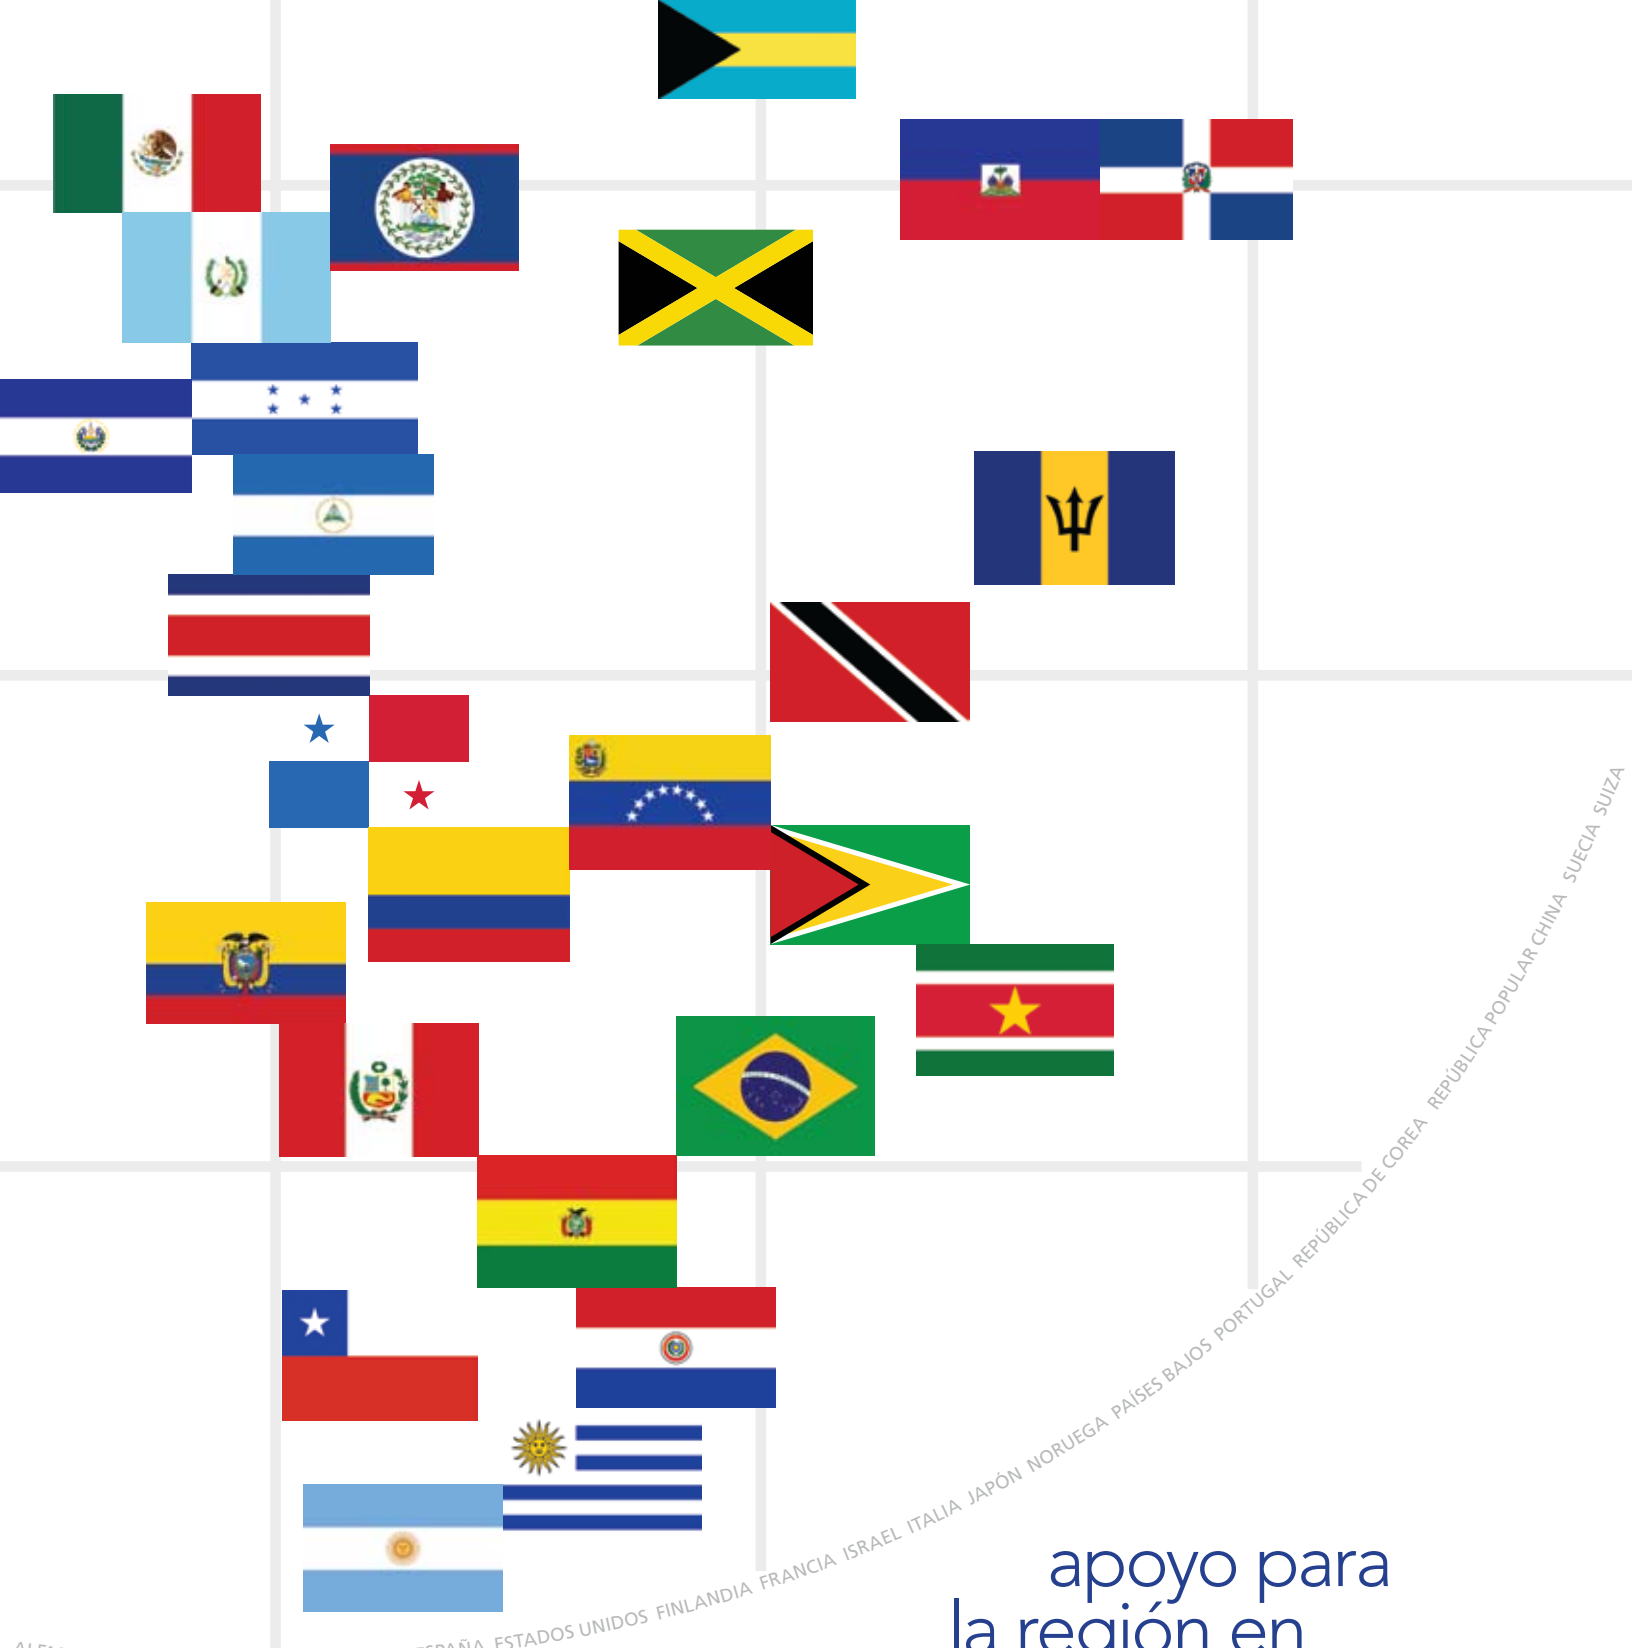 ESPAÑA ESTADOS UNIDOS FINLANDIA FRANCIA ISRAEL ITALIA JAPÓN NORUEGA PAÍSES BAJOS PORTUGAL REPÚBLICA DE COREA REPÚBLICA POPULAR CHINA SUECIA SUIZA
apoyo para
la región en